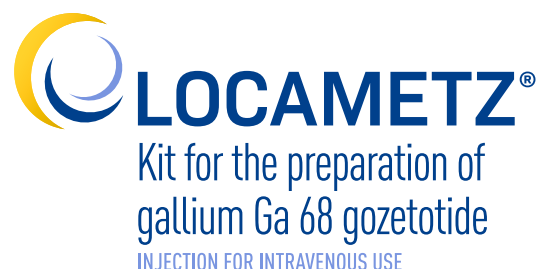 LOCAMETZ®
Kit for the preparation of
gallium Ga 68 gozetotide
INJECTION FOR INTRAVENOUS USE